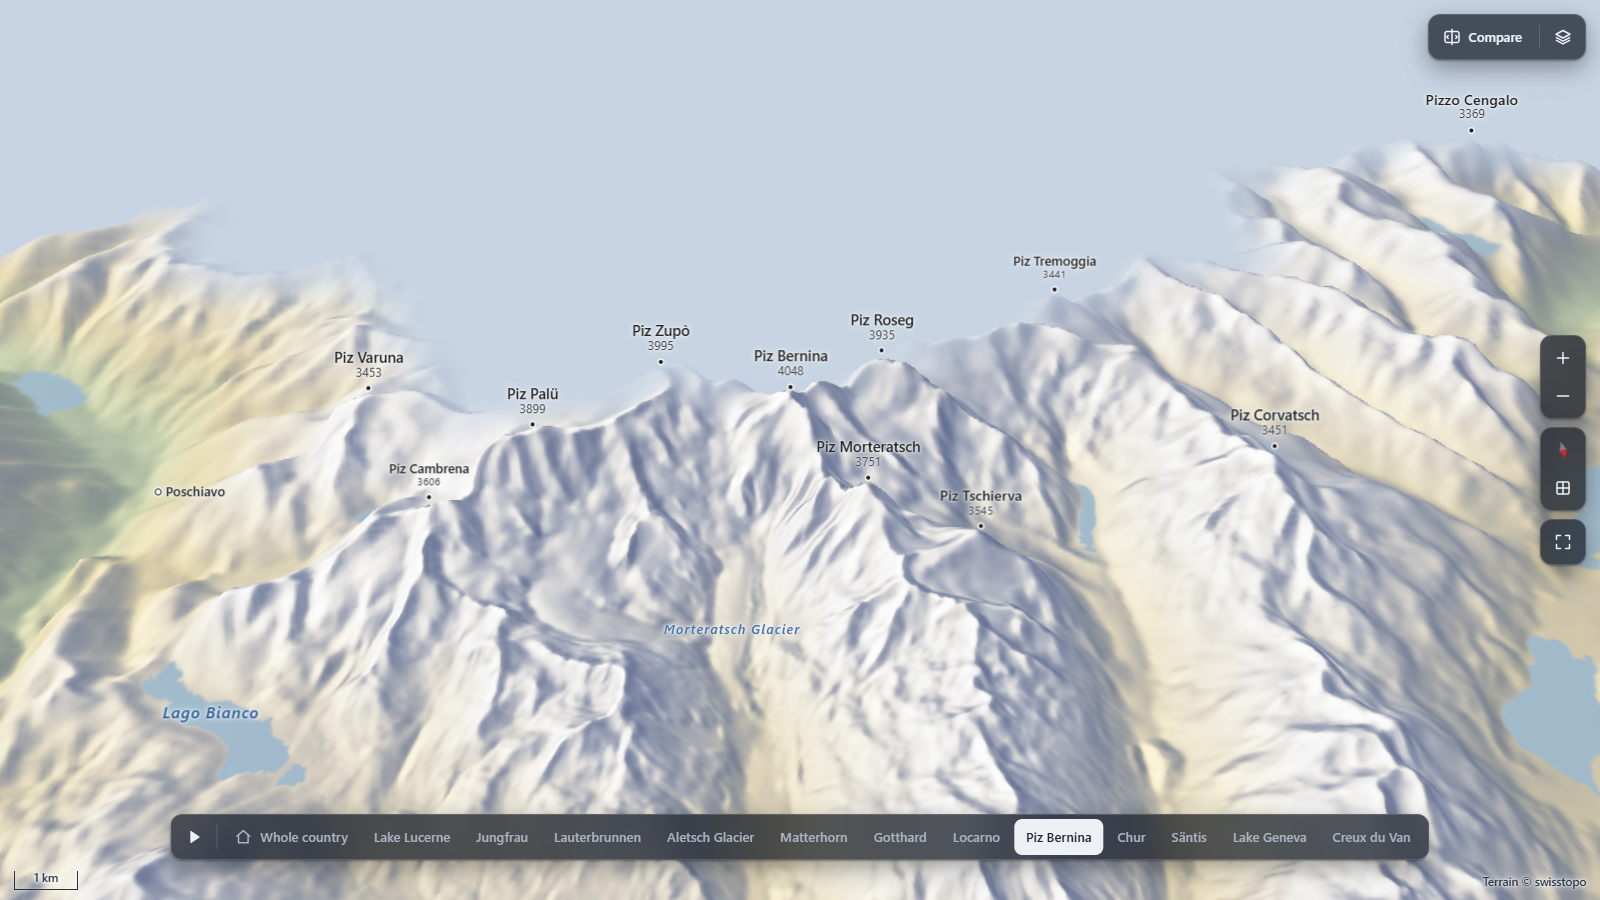 Compare
Pizzo Cengalo
3369
Piz Tremoggia
3441
Piz Roseg
3935
Piz Zupò
3995
Piz Bernina
4048
Piz Varuna
3453
Piz Palü
3899
Piz Corvatsch
3451
Piz Morteratsch
3751
Piz Cambrena
3606
Piz Tschierva
3545
Poschiavo
Morteratsch Glacier
Lago Bianco
Whole country
Lake Lucerne
Jungfrau
Lauterbrunnen
Aletsch Glacier
Matterhorn
Gotthard
Locarno
Piz Bernina
Chur
Säntis
Lake Geneva
Creux du Van
1 km
Terrain © swisstopo